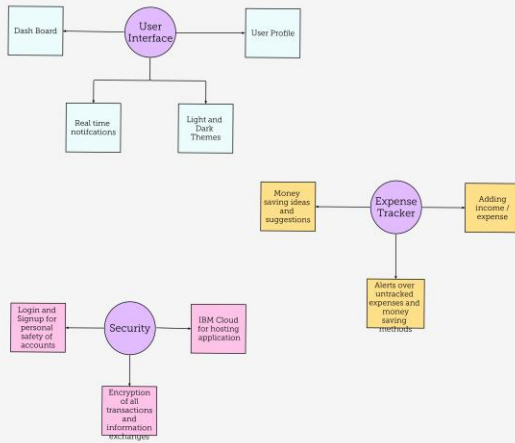 User
Interface
Dash Board
User Profile
Real time
notifcations
Light and
Dark
Themes
Money
saving ideas
and
suggestions
Expense
Tracker
Adding
income /
expense
Alerts over
untracked
expenses and
money
saving
methods
Login and
Signup for
personal
safety of
accounts
Security
IBM Cloud
for hosting
application
Encryption
of all
transactions
and
information
exchanges